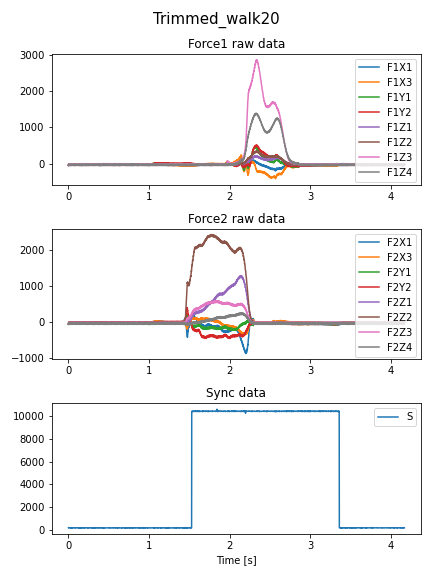 Trimmed_walk20
Force1 raw data
3000
2000
1000
0
F1X1
F1X3
F1Y1
F1Y2
F1Z1
F1Z2
F1Z3
F1Z4
0 1 2 3 4
Force2 raw data
2000
1000
0
−1000
F2X1
F2X3
F2Y1
F2Y2
F2Z1
F2Z2
F2Z3
F2Z4
0 1 2 3 4
Sync data
10000
8000
6000
4000
2000
0
S
0 1 2 3 4
Time [s]